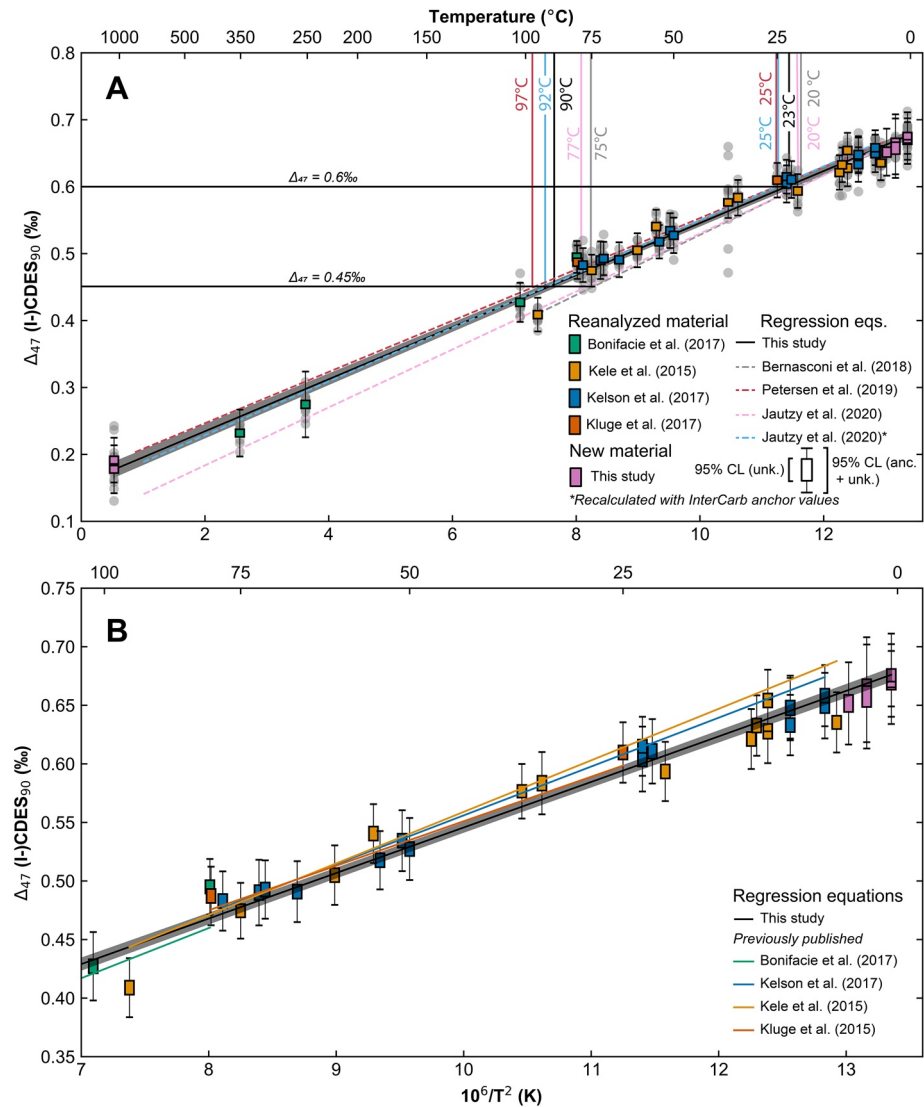 Temperature (°C)
1000 500 350 250 200 150 100 75 50 25 0
A
0.8
0.7
0.6
0.5
0.4
0.3
0.2
0.1
Δ47 (I-)CDES90 (‰)
97°C
92°C
90°C
77°C
75°C
25°C
25°C
23°C
20°C
20°C
Δ47 = 0.6‰
Δ47 = 0.45‰
Reanalyzed material
Bonifacie et al. (2017)
Kele et al. (2015)
Kelson et al. (2017)
Kluge et al. (2017)
New material
This study
Regression eqs.
This study
Bernasconi et al. (2018)
Petersen et al. (2019)
Jautzy et al. (2020)
Jautzy et al. (2020)*
95% CL (unk.)
95% CL (anc.
+ unk.)
*Recalculated with InterCarb anchor values
0 2 4 6 8 10 12
100 75 50 25 0
B
0.75
0.70
0.65
0.60
0.55
0.50
0.45
0.40
0.35
Δ47 (I-)CDES90 (‰)
Regression equations
This study
Previously published
Bonifacie et al. (2017)
Kelson et al. (2017)
Kele et al. (2015)
Kluge et al. (2015)
7 8 9 10 11 12 13
10⁶/T² (K)